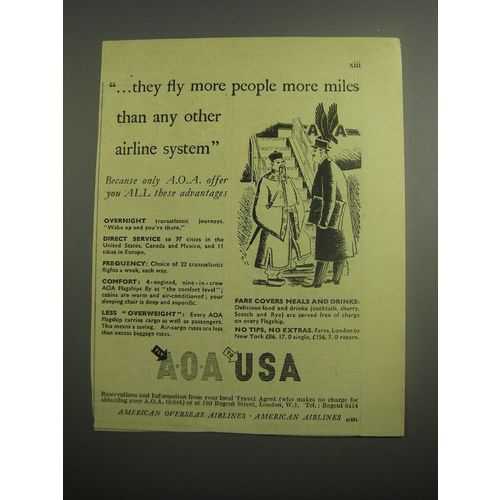 xiii
“...they fly more people more miles
than any other
airline system”
Because only A.O.A. offer
you ALL these advantages
OVERNIGHT transatlantic journeys.
“Wake up and you're there.”
DIRECT SERVICE to 77 cities in the
United States, Canada and Mexico, and 11
cities in Europe.
FREQUENCY: Choice of 22 transatlantic
flights a week, each way.
COMFORT: 4-engined, nine-in-crew
AOA Flagships fly at “the comfort level”;
cabins are warm and air-conditioned; your
sleeping chair is deep and soporific.
LESS “OVERWEIGHT”: Every AOA
Flagship carries cargo as well as passengers.
This means a saving. Air-cargo rates are less
than excess baggage rates.
A A
FARE COVERS MEALS AND DRINKS:
Delicious food and drinks (cocktails, sherry,
Scotch and Rye) are served free of charge
on every Flagship.
NO TIPS, NO EXTRAS. Fares, London to
New York £86. 17. 0 single, £156. 7. 0 return.
FLY A·O·A TO USA
Reservations and Information from your local Travel Agent (who makes no charge for
obtaining your A.O.A. ticket) or at 180 Regent Street, London, W.1. Tel.: Regent 8414
AMERICAN OVERSEAS AIRLINES · AMERICAN AIRLINES